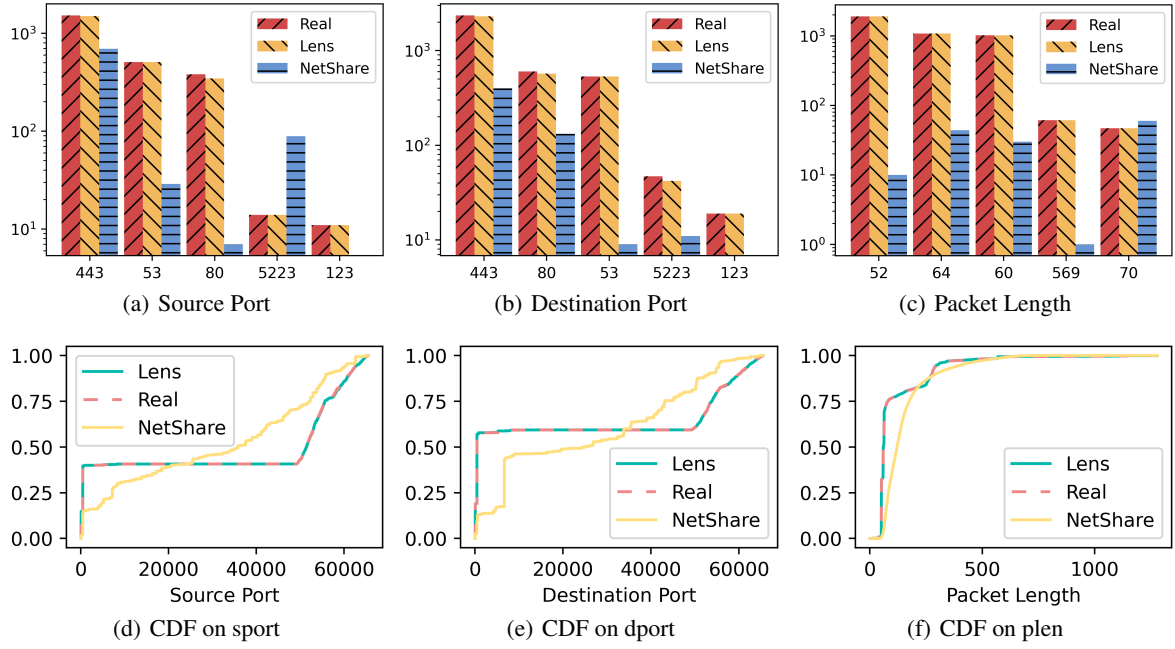 10³
10²
10¹
Real
Lens
NetShare
443 53 80 5223 123
(a) Source Port
10³
10²
10¹
Real
Lens
NetShare
443 80 53 5223 123
(b) Destination Port
10³
10²
10¹
10⁰
Real
Lens
NetShare
52 64 60 569 70
(c) Packet Length
1.00
0.75
0.50
0.25
0.00
Lens
Real
NetShare
0 20000 40000 60000
Source Port
(d) CDF on sport
1.00
0.75
0.50
0.25
0.00
Lens
Real
NetShare
0 20000 40000 60000
Destination Port
(e) CDF on dport
1.00
0.75
0.50
0.25
0.00
Lens
Real
NetShare
0 500 1000
Packet Length
(f) CDF on plen